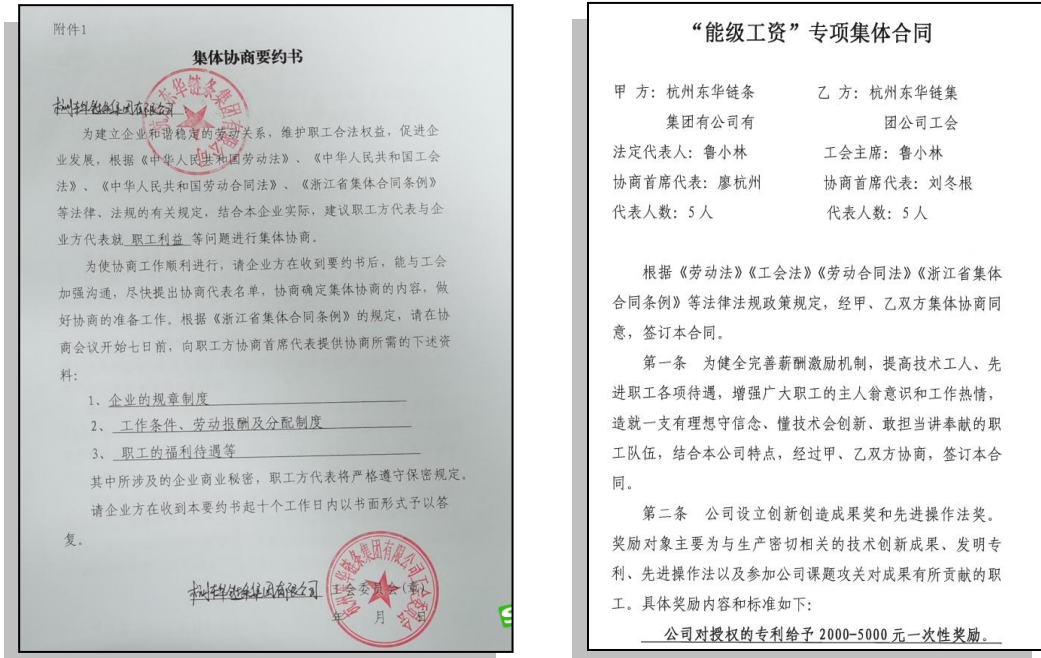 附件1
集体协商要约书
杭州东华链条集团有限公司
为建立企业和谐稳定的劳动关系，维护职工合法权益，促进企
业发展，根据《中华人民共和国劳动法》、《中华人民共和国工会
法》、《中华人民共和国劳动合同法》、《浙江省集体合同条例》
等法律、法规的有关规定，结合本企业实际，建议职工方代表与企
业方代表就 职工利益 等问题进行集体协商。
为使协商工作顺利进行，请企业方在收到要约书后，能与工会
加强沟通，尽快提出协商代表名单，协商确定集体协商的内容，做
好协商的准备工作。根据《浙江省集体合同条例》的规定，请在协
商会议开始七日前，向职工方协商首席代表提供协商所需的下述资
料：
1、企业的规章制度
2、 工作条件、劳动报酬及分配制度
3、 职工的福利待遇等
其中所涉及的企业商业秘密，职工方代表将严格遵守保密规定。
请企业方在收到本要约书起十个工作日内以书面形式予以答
复。
杭州东华链条集团有限公司 工会委员会(章)
年 月 日
“能级工资”专项集体合同
甲 方：杭州东华链条 乙 方：杭州东华链集
集团有公司有 团公司工会
法定代表人：鲁小林 工会主席：鲁小林
协商首席代表：廖杭州 协商首席代表：刘冬根
代表人数：5人 代表人数：5人
根据《劳动法》《工会法》《劳动合同法》《浙江省集体
合同条例》等法律法规政策规定，经甲、乙双方集体协商同
意，签订本合同。
第一条 为健全完善薪酬激励机制，提高技术工人、先
进职工各项待遇，增强广大职工的主人翁意识和工作热情，
造就一支有理想守信念、懂技术会创新、敢担当讲奉献的职
工队伍，结合本公司特点，经过甲、乙双方协商，签订本合
同。
第二条 公司设立创新创造成果奖和先进操作法奖。
奖励对象主要为与生产密切相关的技术创新成果、发明专
利、先进操作法以及参加公司课题攻关对成果有所贡献的职
工。具体奖励内容和标准如下：
公司对授权的专利给予 2000-5000 元一次性奖励。